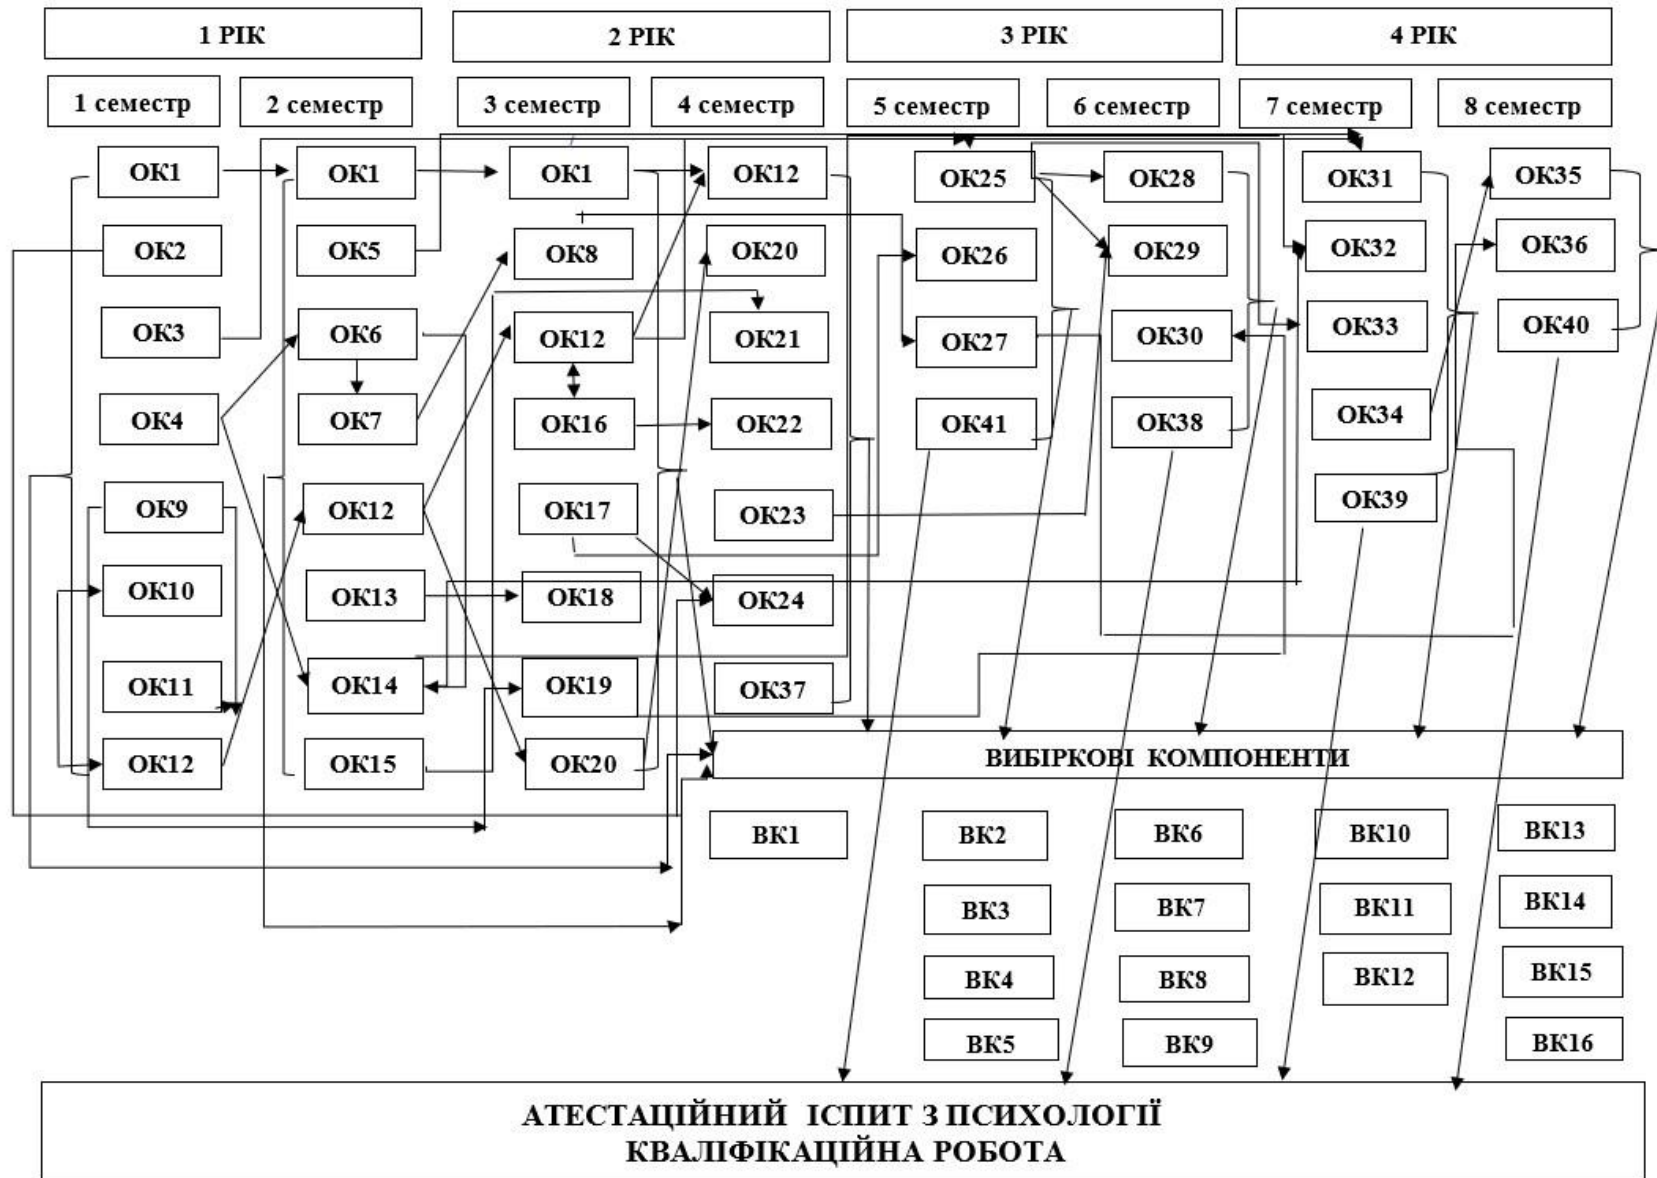 1 РІК 2 РІК 3 РІК 4 РІК
1 семестр 2 семестр 3 семестр 4 семестр 5 семестр 6 семестр 7 семестр 8 семестр
ОК1 ОК1 ОК1 ОК12 ОК25 ОК28 ОК31 ОК35
ОК2 ОК5 ОК8 ОК20 ОК26 ОК29 ОК32 ОК36
ОК3 ОК6 ОК12 ОК21 ОК27 ОК30 ОК33 ОК40
ОК4 ОК7 ОК16 ОК22 ОК41 ОК38 ОК34
ОК9 ОК12 ОК17 ОК23 ОК39
ОК10 ОК13 ОК18 ОК24
ОК11 ОК14 ОК19 ОК37
ОК12 ОК15 ОК20
ВИБІРКОВІ КОМПОНЕНТИ
ВК1 ВК2 ВК6 ВК10 ВК13
ВК3 ВК7 ВК11 ВК14
ВК4 ВК8 ВК12 ВК15
ВК5 ВК9 ВК16
АТЕСТАЦІЙНИЙ ІСПИТ З ПСИХОЛОГІЇ
КВАЛІФІКАЦІЙНА РОБОТА